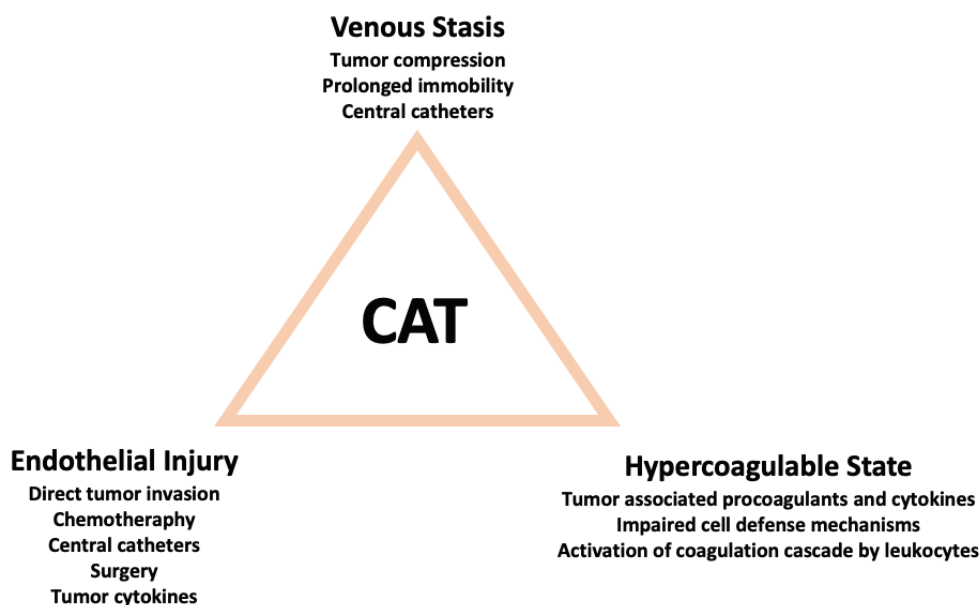 Venous Stasis
Tumor compression
Prolonged immobility
Central catheters
CAT
Endothelial Injury
Direct tumor invasion
Chemotheraphy
Central catheters
Surgery
Tumor cytokines
Hypercoagulable State
Tumor associated procoagulants and cytokines
Impaired cell defense mechanisms
Activation of coagulation cascade by leukocytes